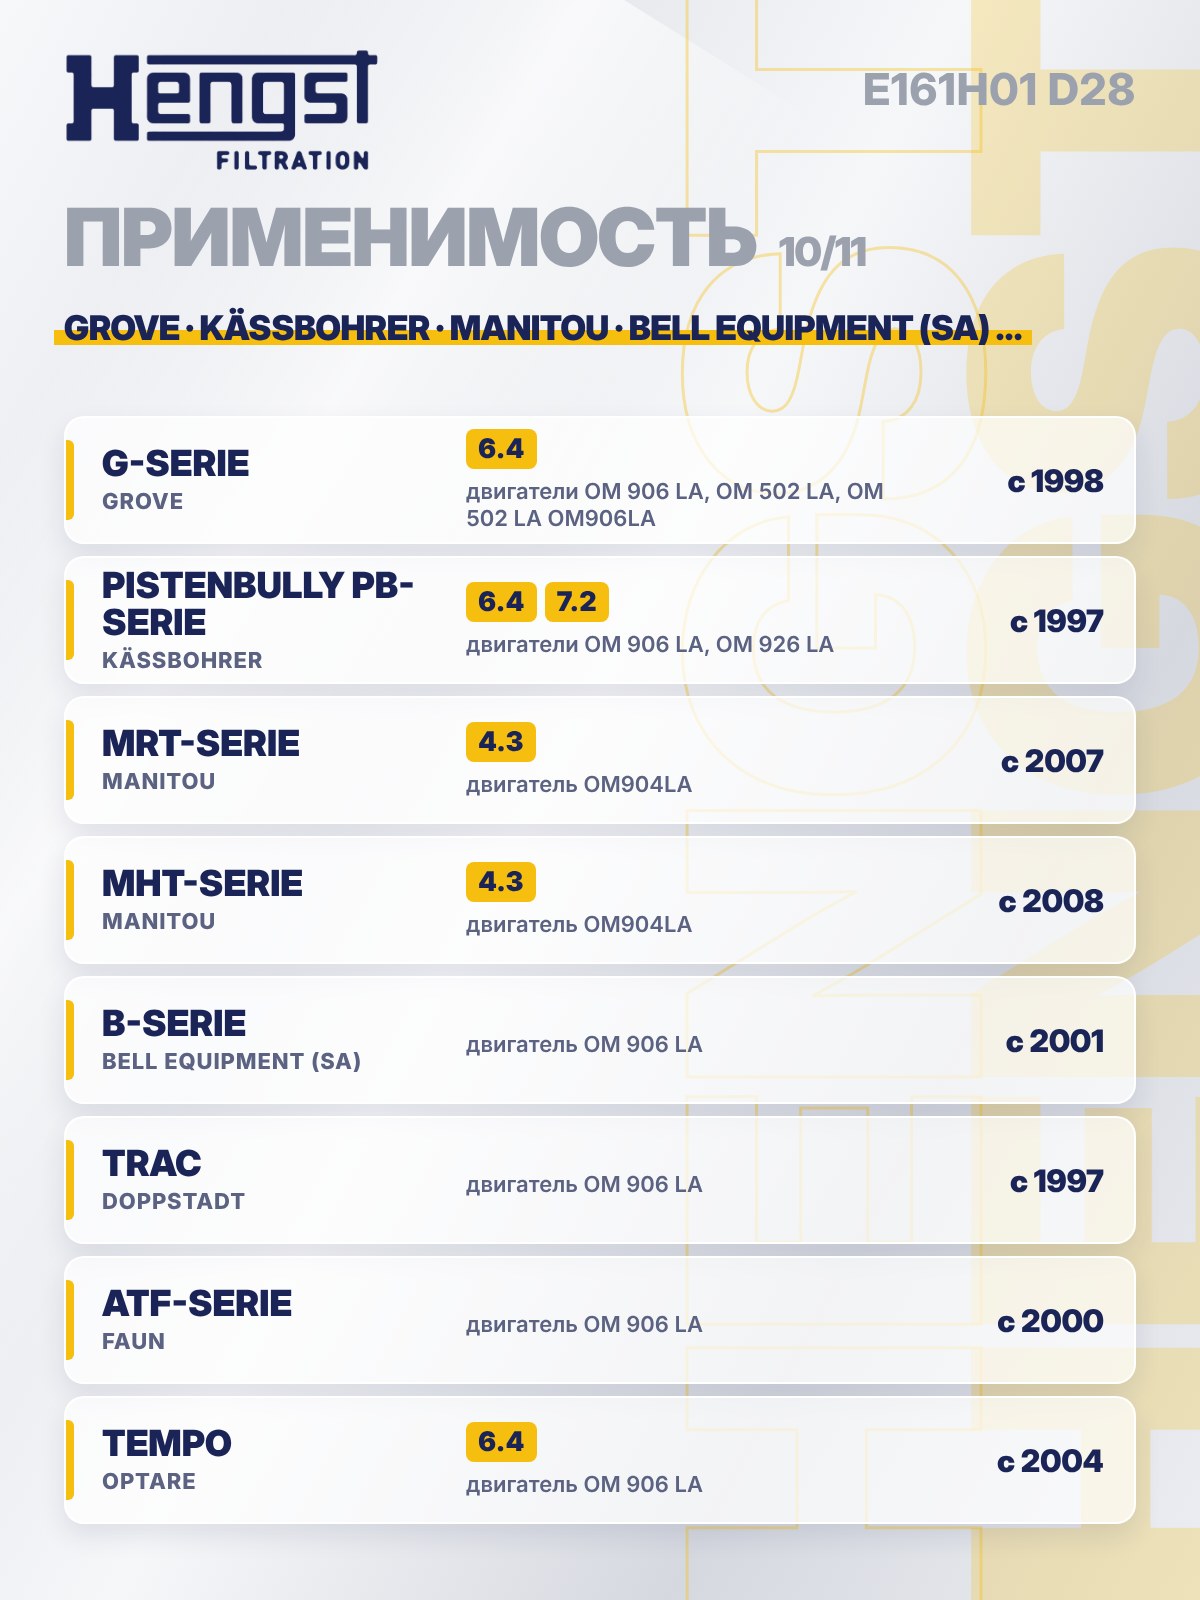 Hengst
FILTRATION
E161H01 D28
ПРИМЕНИМОСТЬ 10/11
GROVE · KÄSSBOHRER · MANITOU · BELL EQUIPMENT (SA) ...
G-SERIE
GROVE
6.4
двигатели OM 906 LA, OM 502 LA, OM
502 LA OM906LA
с 1998
PISTENBULLY PB-
SERIE
KÄSSBOHRER
6.4 7.2
двигатели OM 906 LA, OM 926 LA
с 1997
MRT-SERIE
MANITOU
4.3
двигатель OM904LA
с 2007
MHT-SERIE
MANITOU
4.3
двигатель OM904LA
с 2008
B-SERIE
BELL EQUIPMENT (SA)
двигатель OM 906 LA
с 2001
TRAC
DOPPSTADT
двигатель OM 906 LA
с 1997
ATF-SERIE
FAUN
двигатель OM 906 LA
с 2000
TEMPO
OPTARE
6.4
двигатель OM 906 LA
с 2004
HENGST
HENGST